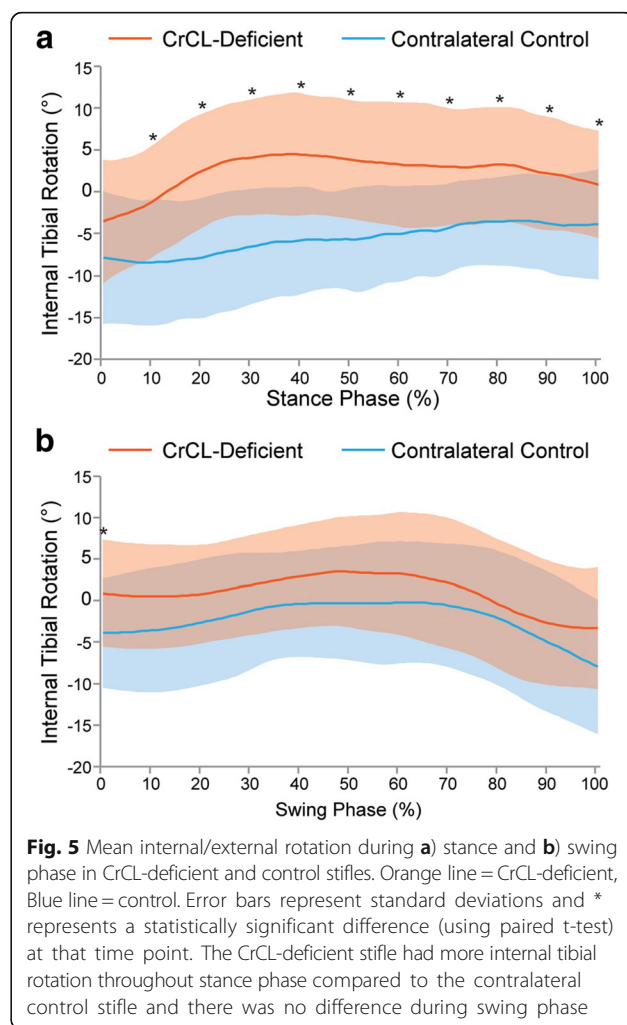 a
CrCL-Deficient Contralateral Control
15
10
5
0
-5
-10
-15
-20
Internal Tibial Rotation (°)
* * * * * * * * * *
0 10 20 30 40 50 60 70 80 90 100
Stance Phase (%)
b
CrCL-Deficient Contralateral Control
15
10
5
0
-5
-10
-15
-20
Internal Tibial Rotation (°)
*
0 10 20 30 40 50 60 70 80 90 100
Swing Phase (%)
Fig. 5 Mean internal/external rotation during a) stance and b) swing
phase in CrCL-deficient and control stifles. Orange line = CrCL-deficient,
Blue line = control. Error bars represent standard deviations and *
represents a statistically significant difference (using paired t-test)
at that time point. The CrCL-deficient stifle had more internal tibial
rotation throughout stance phase compared to the contralateral
control stifle and there was no difference during swing phase